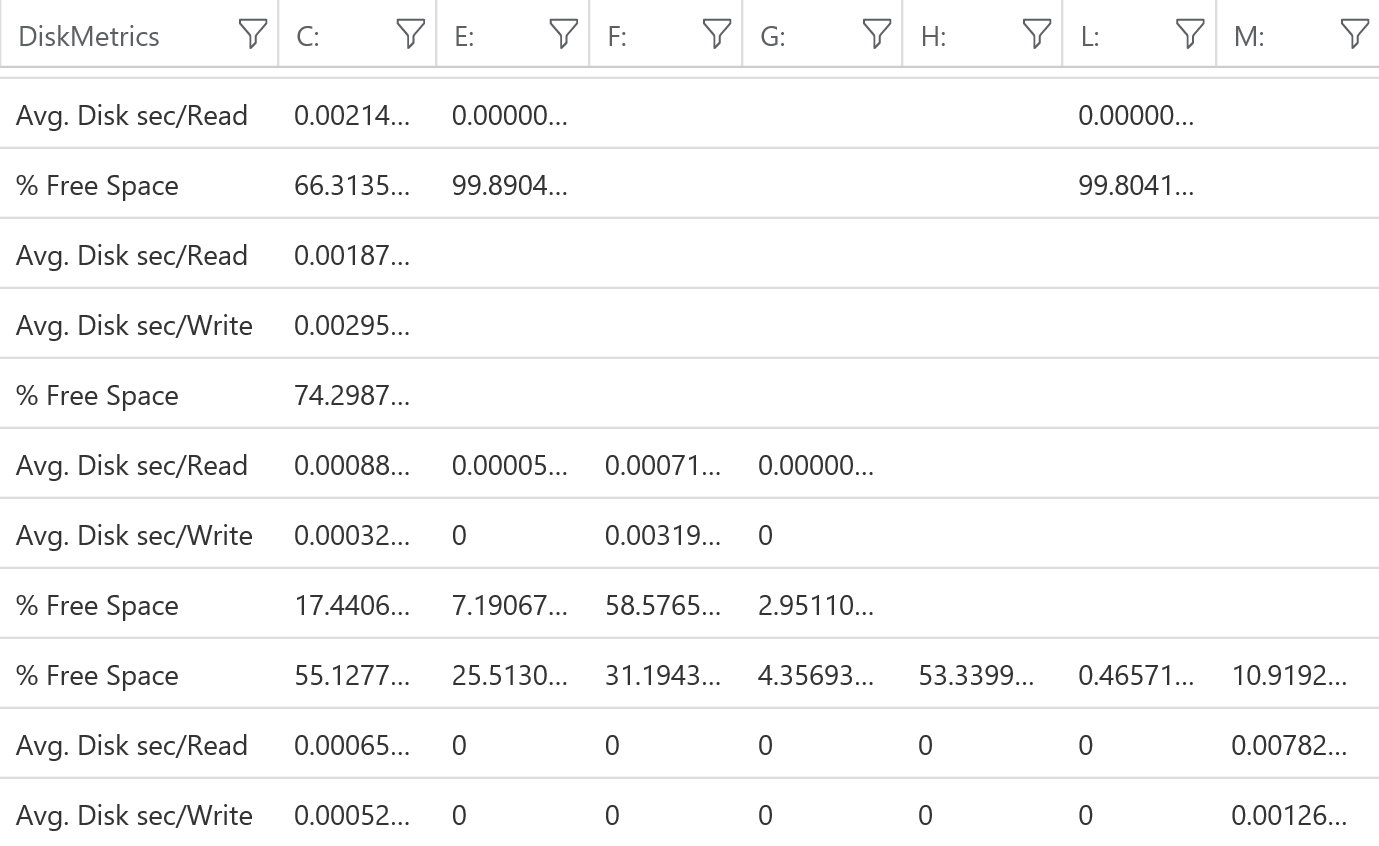 DiskMetrics C: E: F: G: H: L: M:
Avg. Disk sec/Read 0.00214... 0.00000... 0.00000...
% Free Space 66.3135... 99.8904... 99.8041...
Avg. Disk sec/Read 0.00187...
Avg. Disk sec/Write 0.00295...
% Free Space 74.2987...
Avg. Disk sec/Read 0.00088... 0.00005... 0.00071... 0.00000...
Avg. Disk sec/Write 0.00032... 0 0.00319... 0
% Free Space 17.4406... 7.19067... 58.5765... 2.95110...
% Free Space 55.1277... 25.5130... 31.1943... 4.35693... 53.3399... 0.46571... 10.9192...
Avg. Disk sec/Read 0.00065... 0 0 0 0 0 0.00782...
Avg. Disk sec/Write 0.00052... 0 0 0 0 0 0.00126...